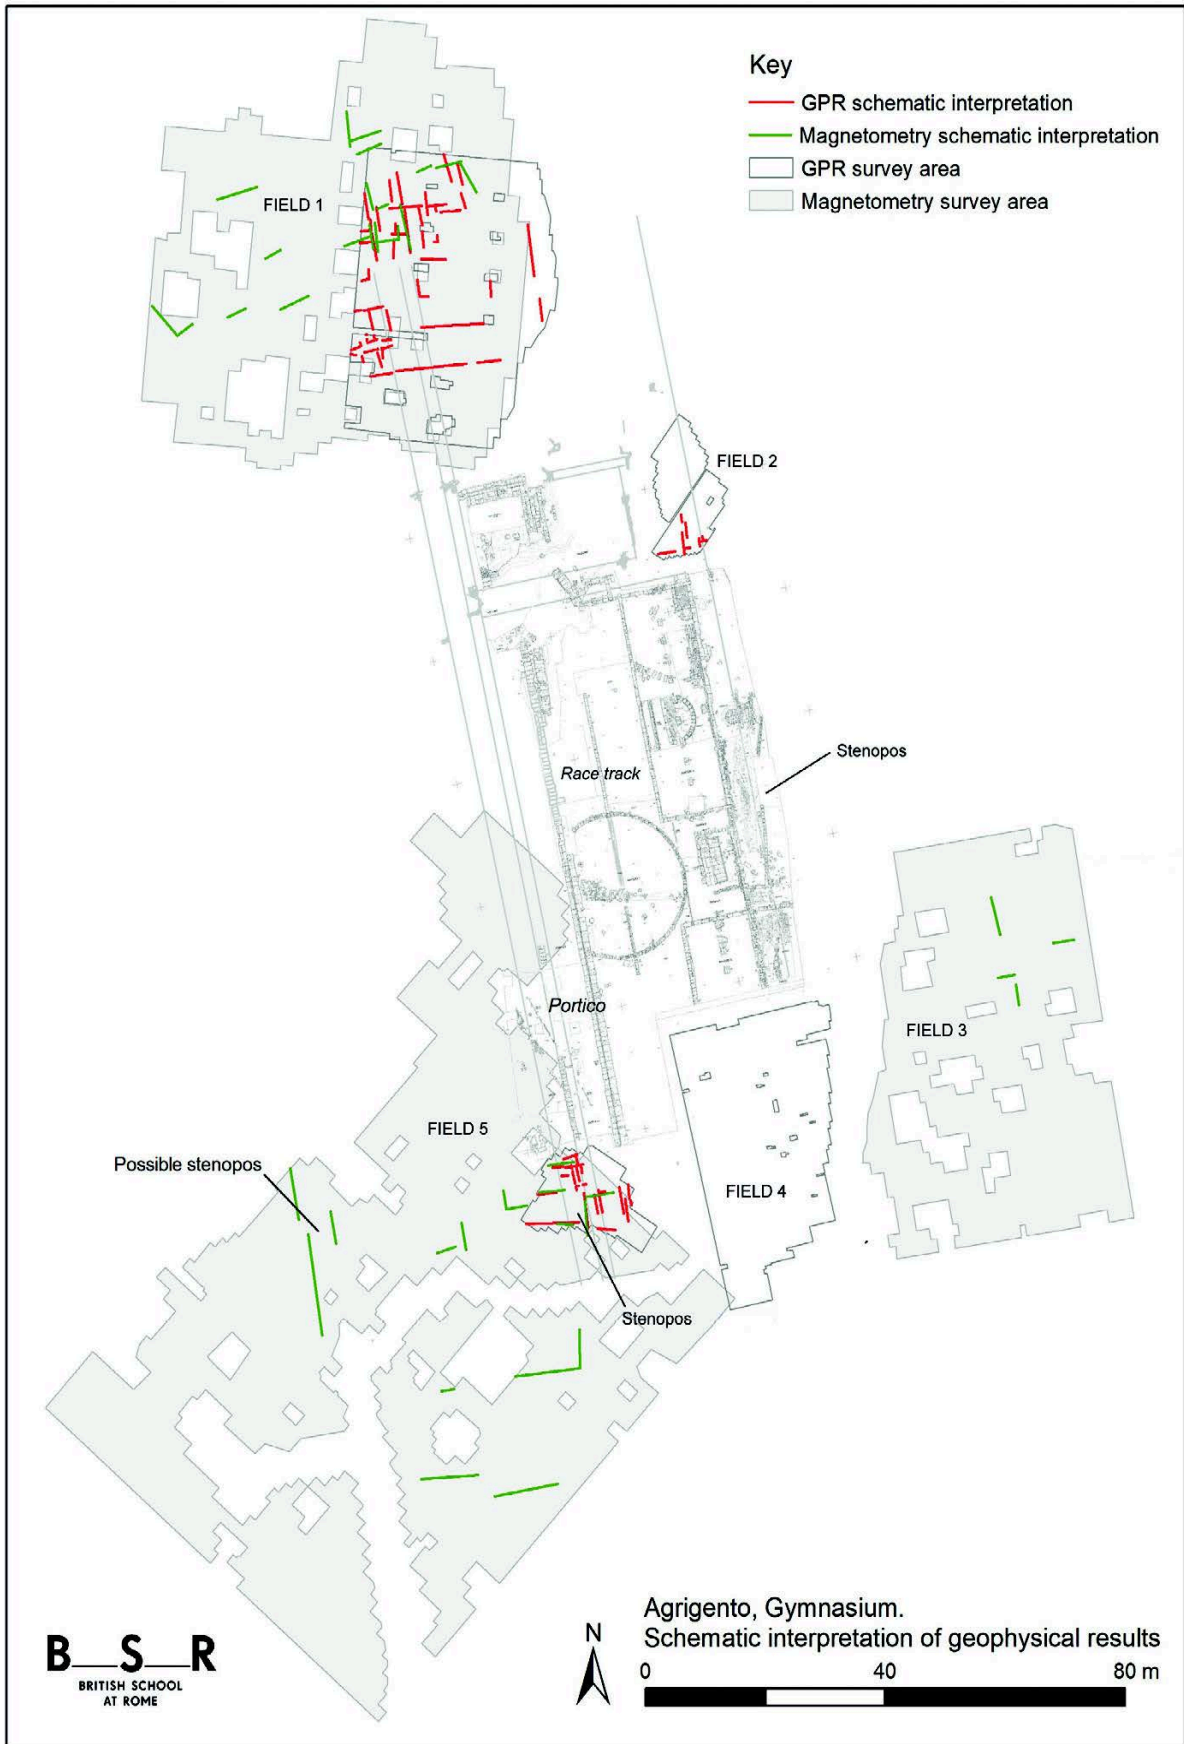 Key
GPR schematic interpretation
Magnetometry schematic interpretation
GPR survey area
Magnetometry survey area
FIELD 1
FIELD 2
Stenopos
Race track
Portico
FIELD 3
FIELD 5
Possible stenopos
FIELD 4
Stenopos
Agrigento, Gymnasium.
Schematic interpretation of geophysical results
N
0 40 80 m
B__S__R
BRITISH SCHOOL
AT ROME